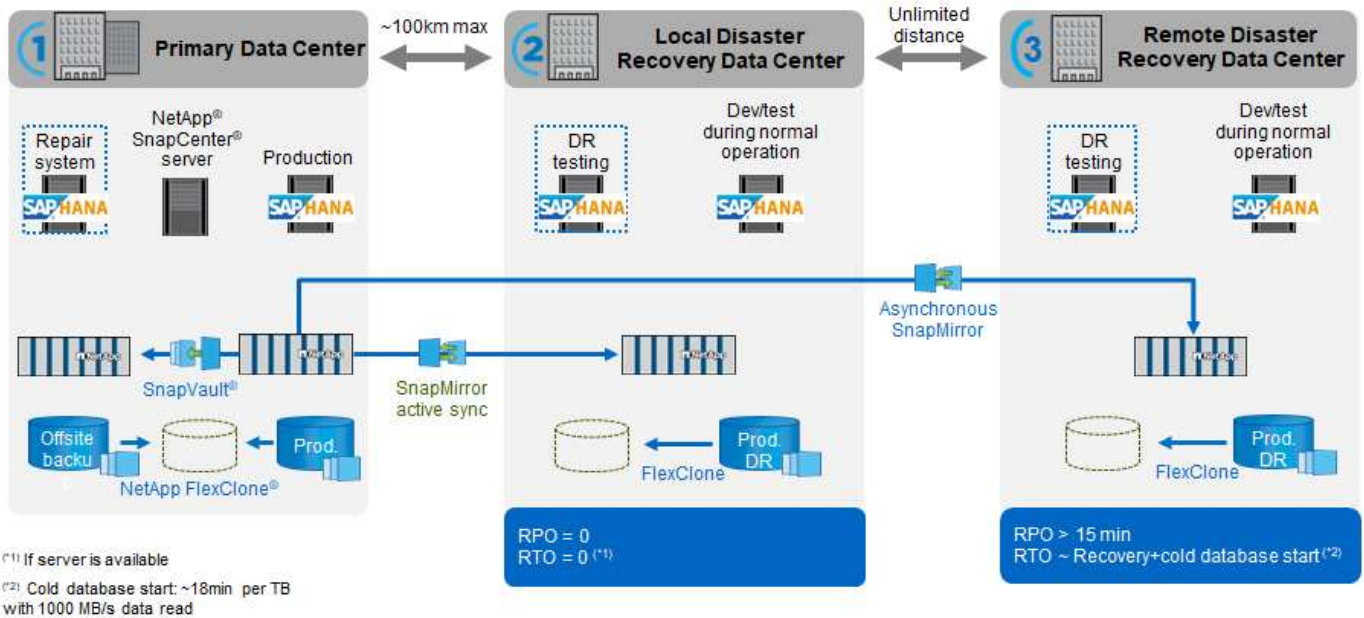 1
Primary Data Center
~100km max
2
Local Disaster
Recovery Data Center
Unlimited
distance
3
Remote Disaster
Recovery Data Center
Repair
system
SAP HANA
NetApp®
SnapCenter®
server
Production
SAP HANA
DR
testing
SAP HANA
Dev/test
during normal
operation
SAP HANA
DR
testing
SAP HANA
Dev/test
during normal
operation
SAP HANA
Asynchronous
SnapMirror
NetApp
SnapVault®
NetApp
SnapMirror
active sync
NetApp
NetApp
Offsite
backu
Prod.
NetApp FlexClone®
Prod.
DR
FlexClone
Prod.
DR
FlexClone
RPO = 0
RTO = 0 (*1)
RPO > 15 min
RTO ~ Recovery+cold database start (*2)
(*1) If server is available
(*2) Cold database start: ~18min per TB
with 1000 MB/s data read